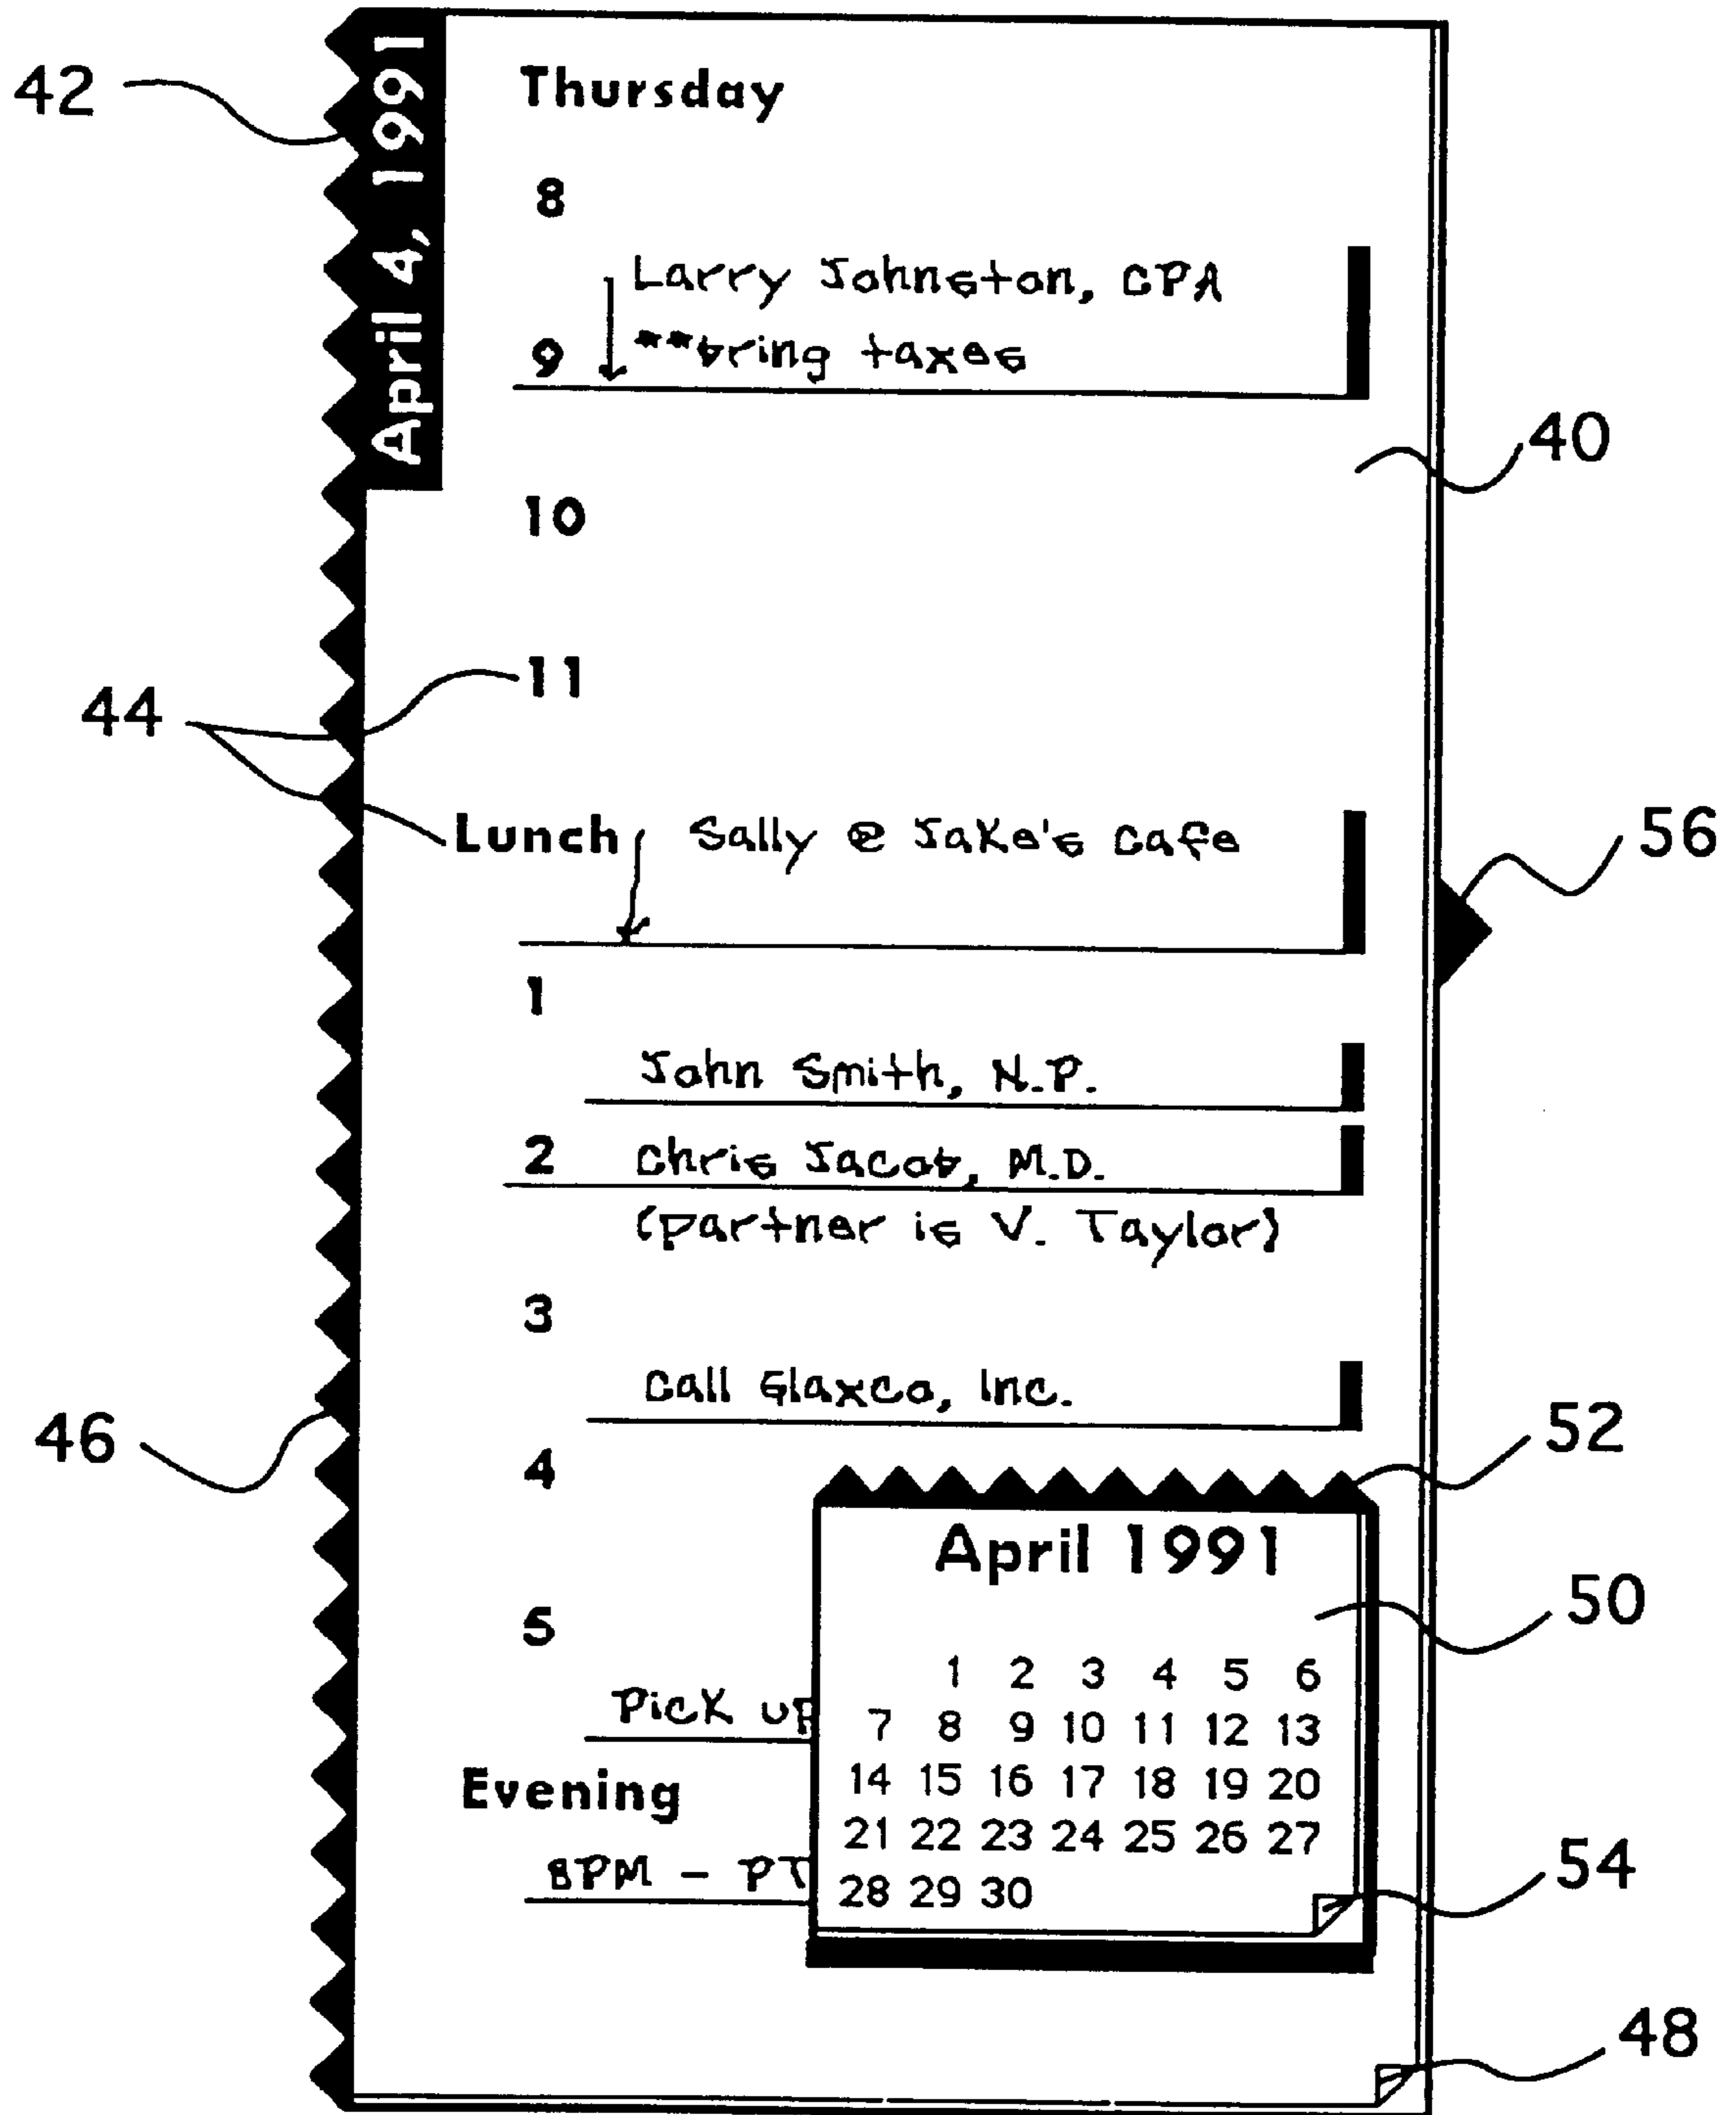 42
April 4, 1991
Thursday
8
Larry Johnston, CPA
9 **bring taxes
40
10
11
44
Lunch Sally @ Jake's Cafe
56
1
John Smith, N.P.
2 Chris Jacob, M.D.
(partner is V. Taylor)
3
Call Glaxco, Inc.
46
52
4
April 1991
50
5
1 2 3 4 5 6
Pick up
7 8 9 10 11 12 13
Evening
14 15 16 17 18 19 20
21 22 23 24 25 26 27
54
8PM - PT
28 29 30
48